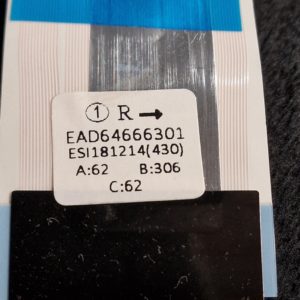 ① R →
EAD64666301
ESI181214(430)
A:62 B:306
C:62